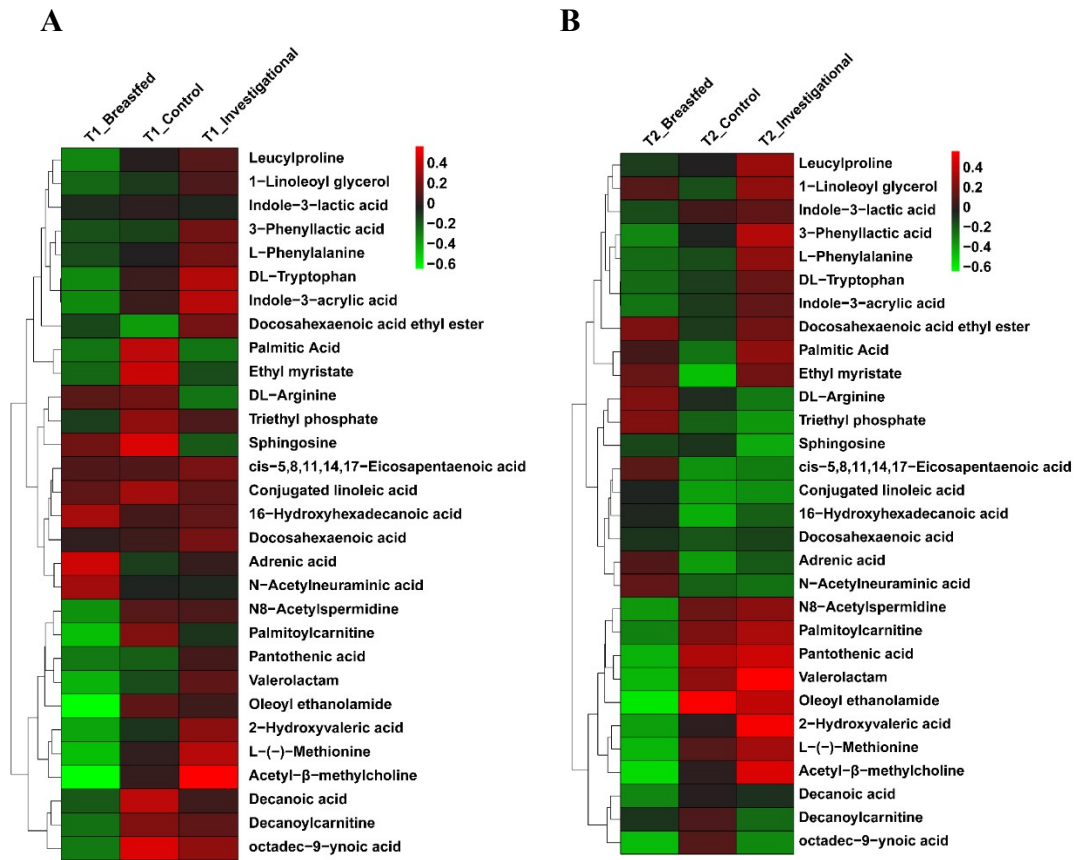 A
T1_Breastfed
T1_Control
T1_Investigational
Leucylproline
1−Linoleoyl glycerol
Indole−3−lactic acid
3−Phenyllactic acid
L−Phenylalanine
DL−Tryptophan
Indole−3−acrylic acid
Docosahexaenoic acid ethyl ester
Palmitic Acid
Ethyl myristate
DL−Arginine
Triethyl phosphate
Sphingosine
cis−5,8,11,14,17−Eicosapentaenoic acid
Conjugated linoleic acid
16−Hydroxyhexadecanoic acid
Docosahexaenoic acid
Adrenic acid
N−Acetylneuraminic acid
N8−Acetylspermidine
Palmitoylcarnitine
Pantothenic acid
Valerolactam
Oleoyl ethanolamide
2−Hydroxyvaleric acid
L−(−)−Methionine
Acetyl−β−methylcholine
Decanoic acid
Decanoylcarnitine
octadec−9−ynoic acid
0.4
0.2
0
−0.2
−0.4
−0.6
B
T2_Breastfed
T2_Control
T2_Investigational
Leucylproline
1−Linoleoyl glycerol
Indole−3−lactic acid
3−Phenyllactic acid
L−Phenylalanine
DL−Tryptophan
Indole−3−acrylic acid
Docosahexaenoic acid ethyl ester
Palmitic Acid
Ethyl myristate
DL−Arginine
Triethyl phosphate
Sphingosine
cis−5,8,11,14,17−Eicosapentaenoic acid
Conjugated linoleic acid
16−Hydroxyhexadecanoic acid
Docosahexaenoic acid
Adrenic acid
N−Acetylneuraminic acid
N8−Acetylspermidine
Palmitoylcarnitine
Pantothenic acid
Valerolactam
Oleoyl ethanolamide
2−Hydroxyvaleric acid
L−(−)−Methionine
Acetyl−β−methylcholine
Decanoic acid
Decanoylcarnitine
octadec−9−ynoic acid
0.4
0.2
0
−0.2
−0.4
−0.6